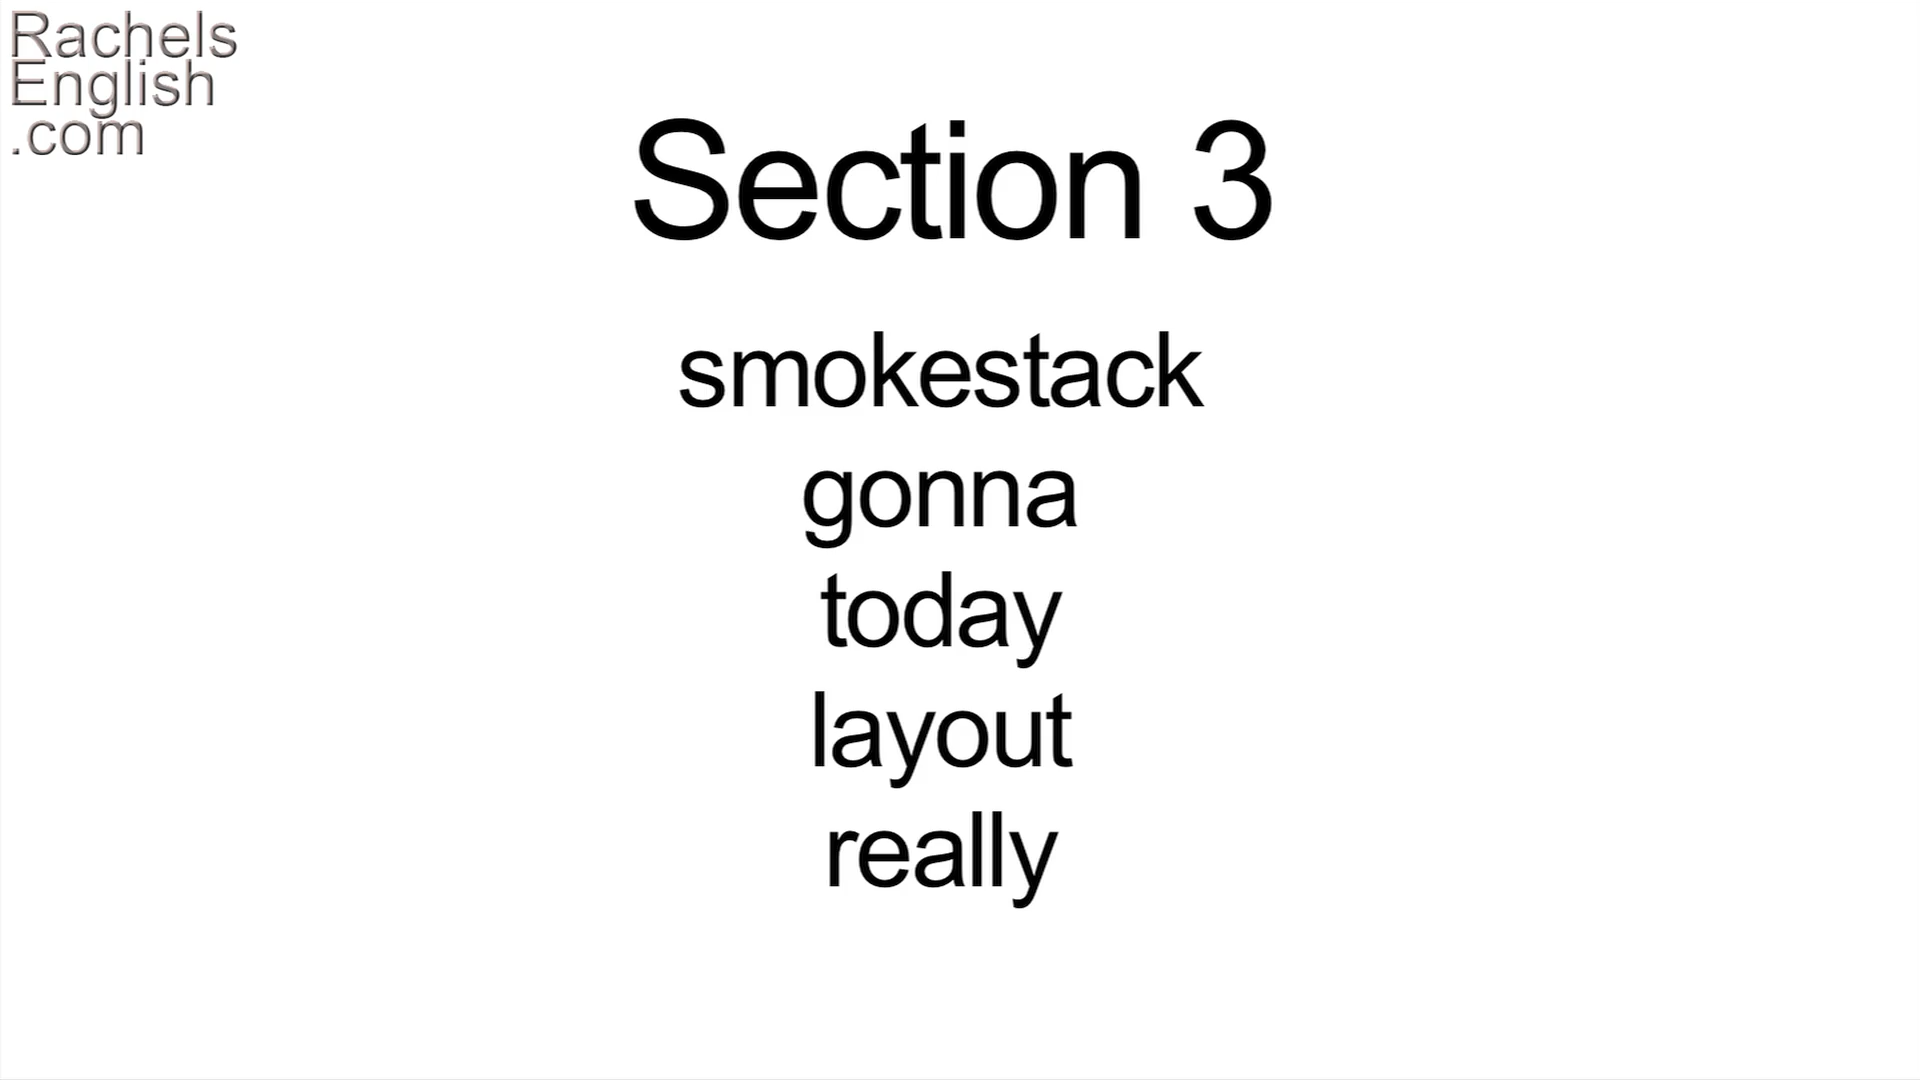 Rachels
English
.com
Section 3
smokestack
gonna
today
layout
really